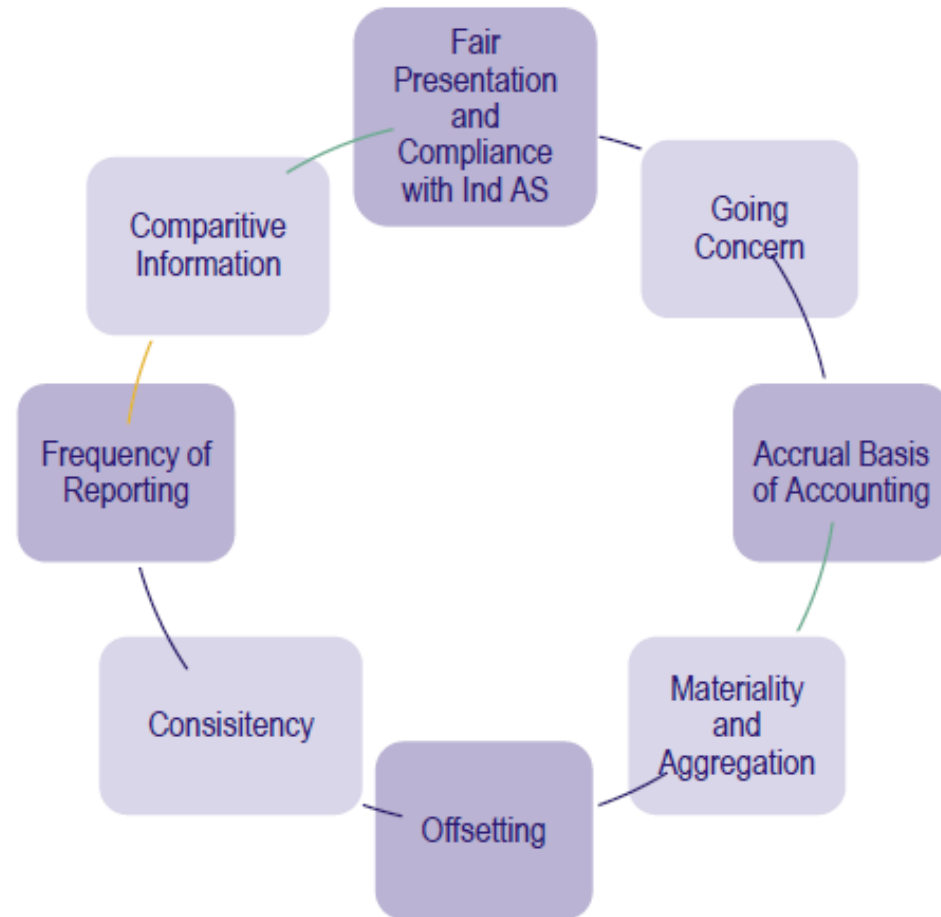 Fair
Presentation
and
Compliance
with Ind AS
Going
Concern
Accrual Basis
of Accounting
Materiality
and
Aggregation
Offsetting
Consisitency
Frequency of
Reporting
Comparitive
Information